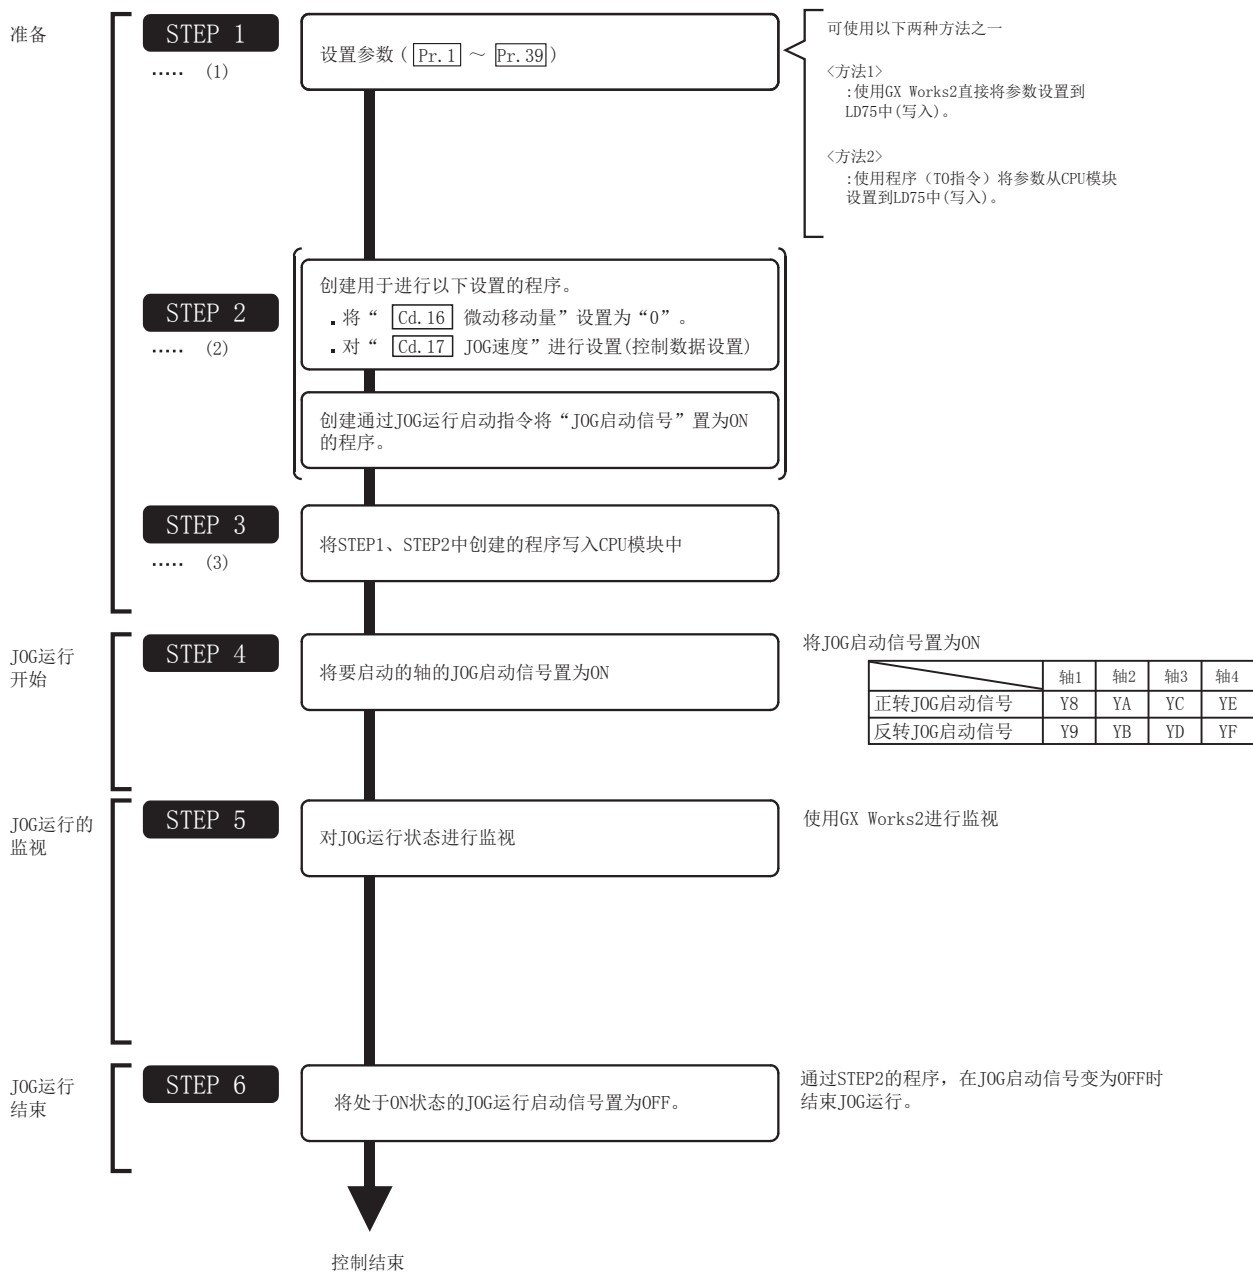 准备
STEP 1
..... (1)
设置参数( Pr.1 ～ Pr.39)
可使用以下两种方法之一
<方法1>
:使用GX Works2直接将参数设置到
LD75中(写入)。
<方法2>
:使用程序（TO指令）将参数从CPU模块
设置到LD75中(写入)。
STEP 2
..... (2)
创建用于进行以下设置的程序。
.将“ Cd.16 微动移动量”设置为“0”。
.对“ Cd.17 JOG速度”进行设置(控制数据设置)
创建通过JOG运行启动指令将“JOG启动信号”置为ON
的程序。
STEP 3
..... (3)
将STEP1、STEP2中创建的程序写入CPU模块中
JOG运行
开始
STEP 4
将要启动的轴的JOG启动信号置为ON
将JOG启动信号置为ON
轴1 轴2 轴3 轴4
正转JOG启动信号 Y8 YA YC YE
反转JOG启动信号 Y9 YB YD YF
JOG运行的
监视
STEP 5
对JOG运行状态进行监视
使用GX Works2进行监视
JOG运行
结束
STEP 6
将处于ON状态的JOG运行启动信号置为OFF。
通过STEP2的程序，在JOG启动信号变为OFF时
结束JOG运行。
控制结束